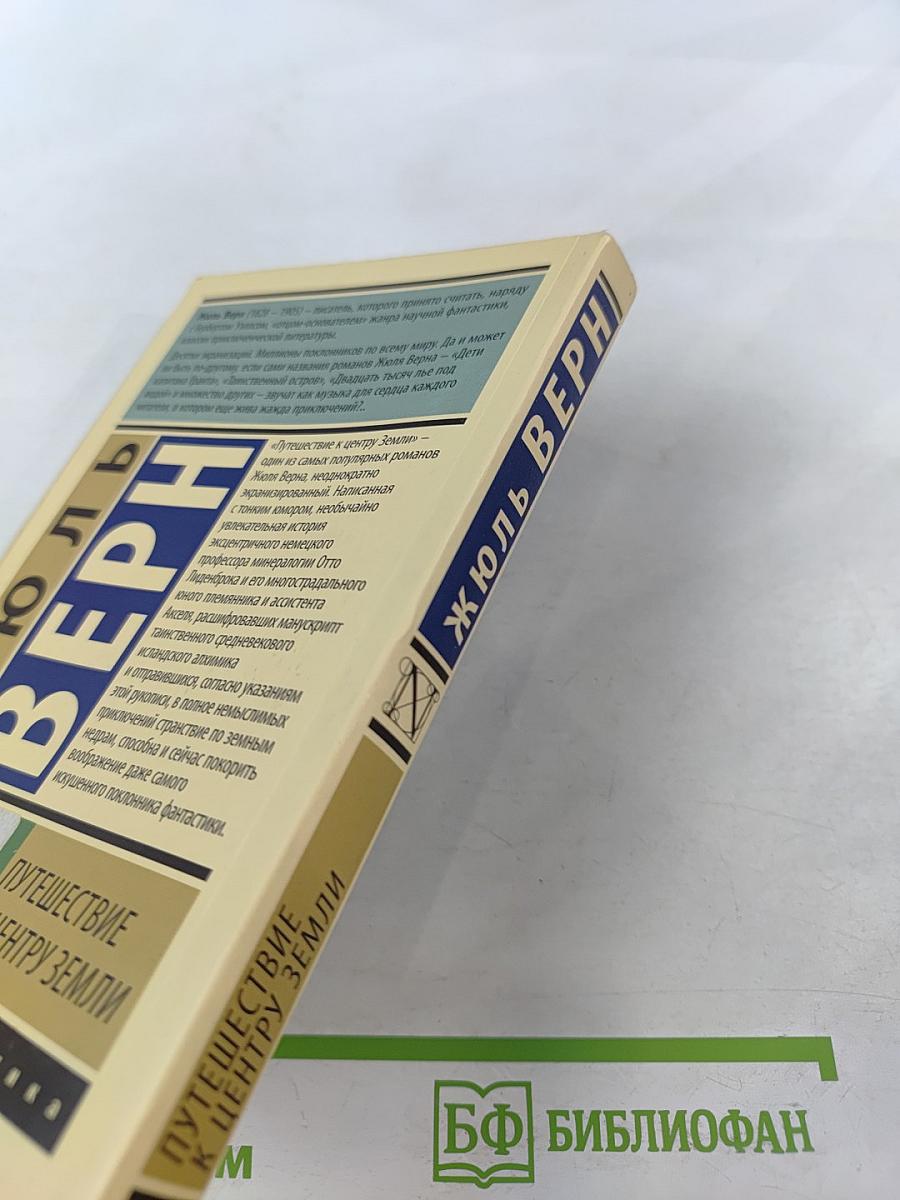 Жюль Верн (1828 – 1905) – писатель, которого принято считать, наряду
с Гербертом Уэллсом, «отцом-основателем» жанра научной фантастики,
классик приключенческой литературы.
Десятки экранизаций. Миллионы поклонников по всему миру. Да и может
ли быть по-другому, если сами названия романов Жюля Верна – «Дети
капитана Гранта», «Таинственный остров», «Двадцать тысяч лье под
водой» и множество других – звучат как музыка для сердца каждого
читателя, в котором еще жива жажда приключений?..
ЮЛЬ
ВЕРН
«Путешествие к центру Земли» –
один из самых популярных романов
Жюля Верна, неоднократно
экранизированный. Написанная
с тонким юмором, необычайно
увлекательная история
эксцентричного немецкого
профессора минералогии Отто
Лиденброка и его многострадального
юного племянника и ассистента
Акселя, расшифровавших манускрипт
таинственного средневекового
исландского алхимика
и отправившихся, согласно указаниям
этой рукописи, в полное немыслимых
приключений странствие по земным
недрам, способна и сейчас покорить
воображение даже самого
искушенного поклонника фантастики.
ПУТЕШЕСТВИЕ
ЦЕНТРУ ЗЕМЛИ
ика
ЖЮЛЬ ВЕРН
ПУТЕШЕСТВИЕ
К ЦЕНТРУ ЗЕМЛИ
ом
БФ БИБЛИОФАН